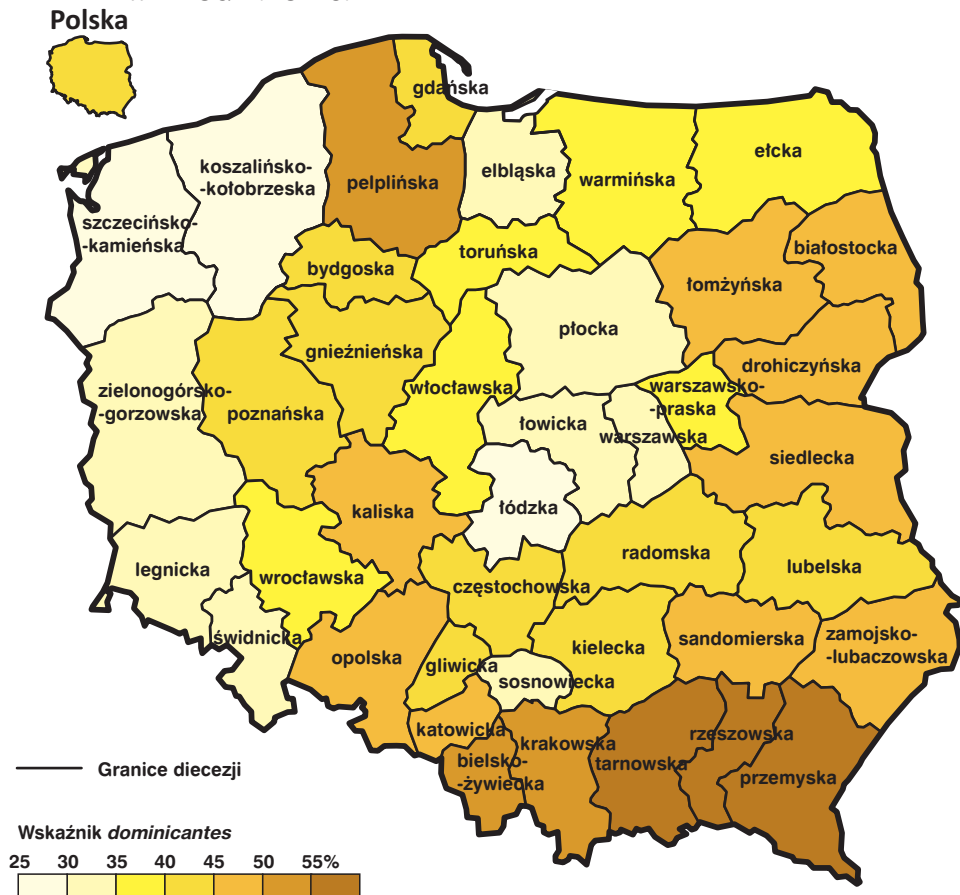 Polska
gdańska
koszalińsko-
-kołobrzeska
pelplińska
elbląska
warmińska
ełcka
szczecińsko-
-kamieńska
bydgoska
toruńska
białostocka
łomżyńska
płocka
gnieźnieńska
drohiczyńska
zielonogórsko-
-gorzowska
poznańska
włocławska
warszawsko-
-praska
łowicka
warszawska
siedlecka
kaliska
łódzka
legnicka
wrocławska
radomska
lubelska
częstochowska
świdnicka
opolska
gliwicka
kielecka
sandomierska
zamojsko-
-lubaczowska
sosnowiecka
katowicka
krakowska
rzeszowska
bielsko-
-żywiecka
tarnowska
przemyska
Granice diecezji
Wskaźnik dominicantes
25 30 35 40 45 50 55%